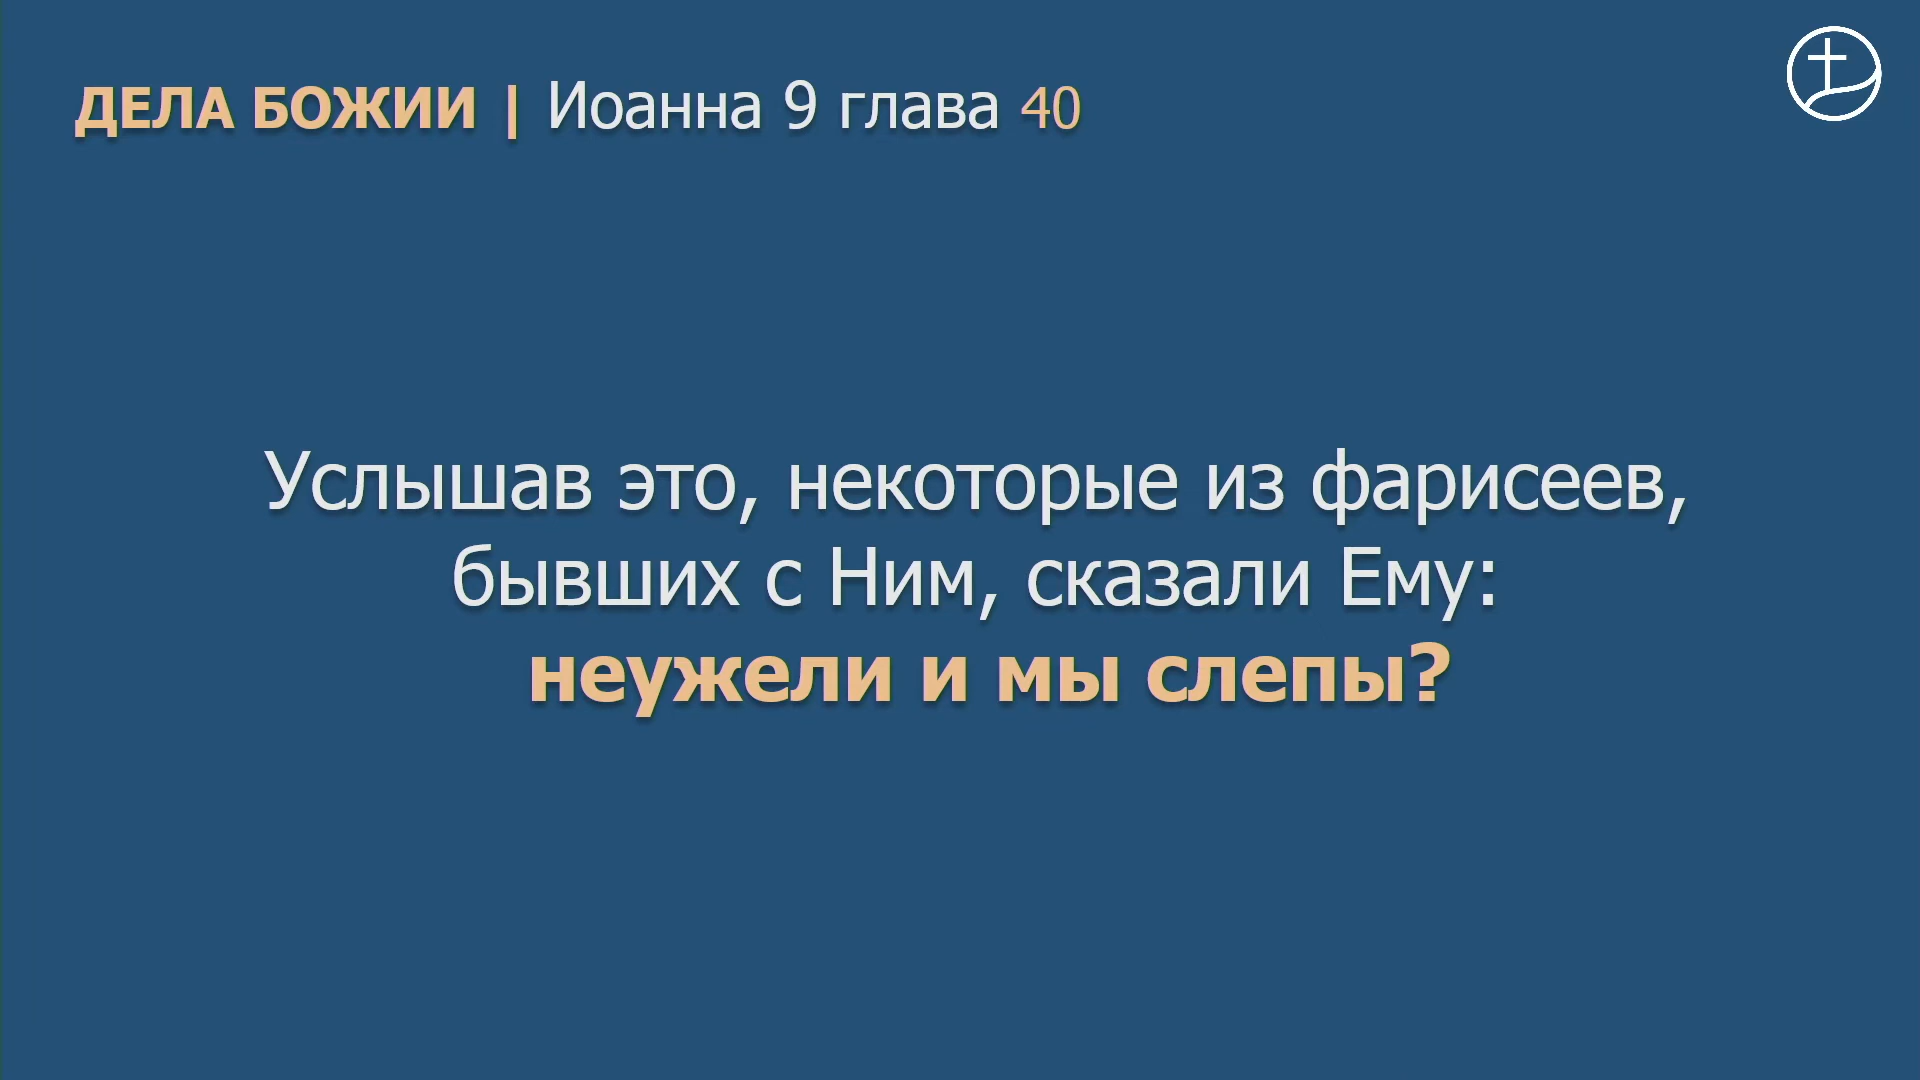 ДЕЛА БОЖИИ | Иоанна 9 глава 40
Услышав это, некоторые из фарисеев,
бывших с Ним, сказали Ему:
неужели и мы слепы?